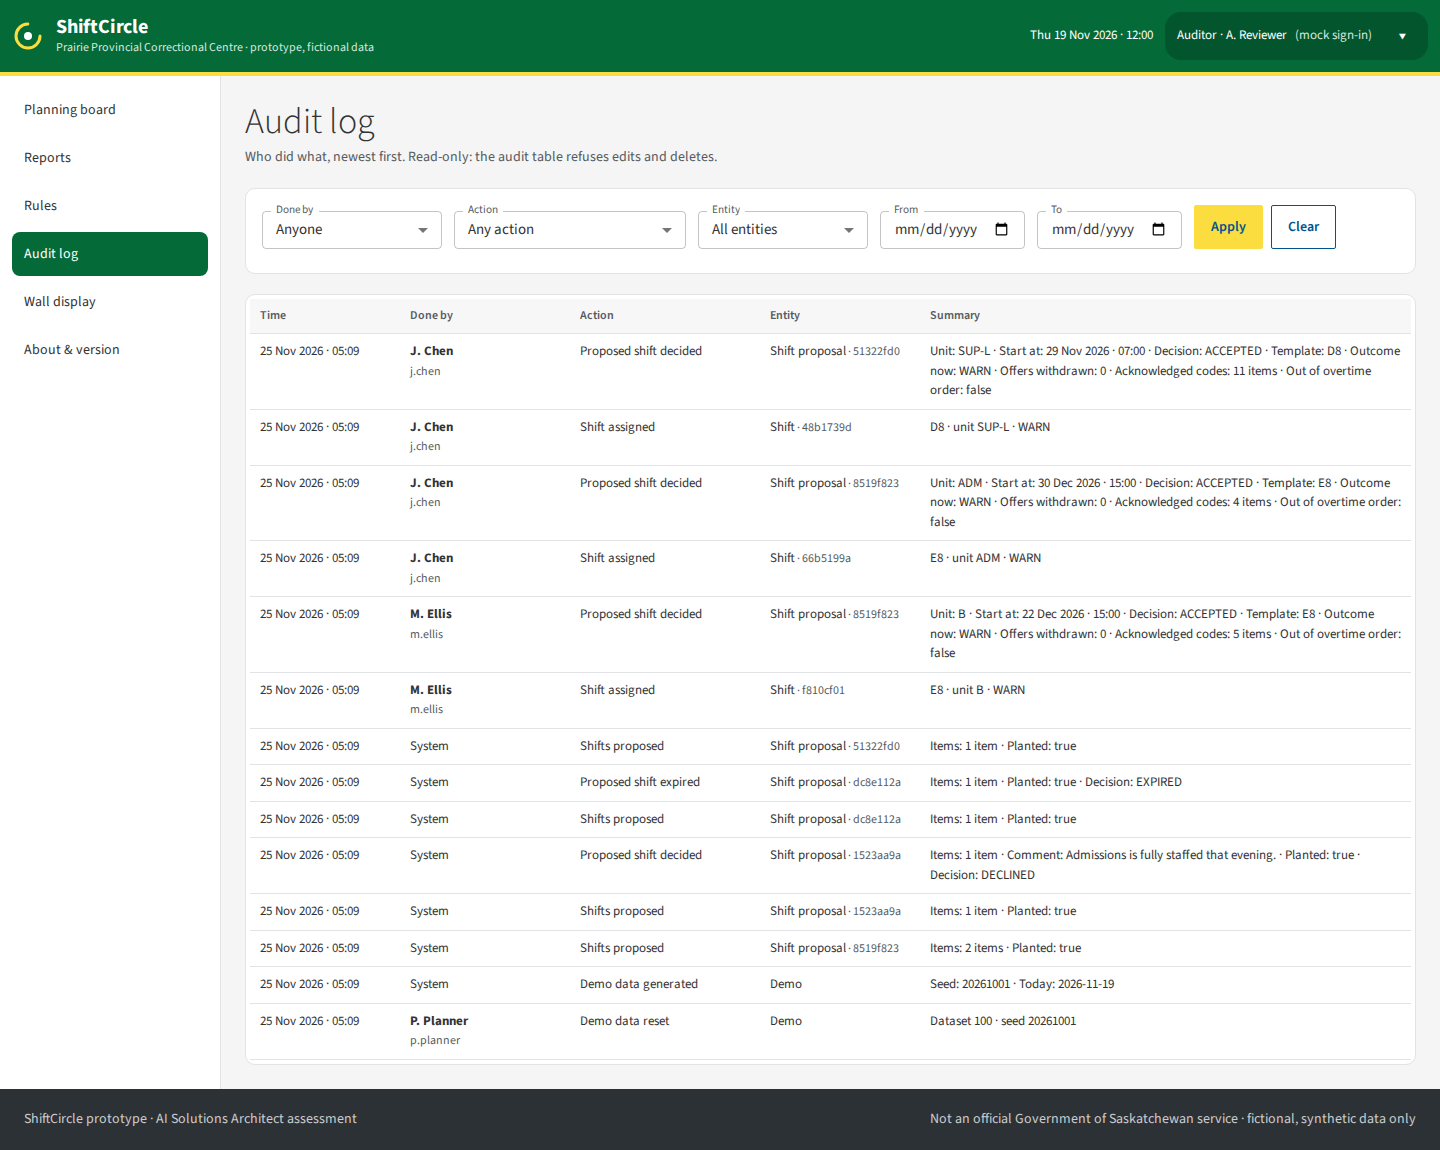 ShiftCircle
Prairie Provincial Correctional Centre · prototype, fictional data
Thu 19 Nov 2026 · 12:00
Auditor · A. Reviewer (mock sign-in)
Planning board
Reports
Rules
Audit log
Wall display
About & version
Audit log
Who did what, newest first. Read-only: the audit table refuses edits and deletes.
Done by
Anyone
Action
Any action
Entity
All entities
From
mm/dd/yyyy
To
mm/dd/yyyy
Apply
Clear
Time Done by Action Entity Summary
25 Nov 2026 · 05:09 J. Chen Proposed shift decided Shift proposal · 51322fd0 Unit: SUP-L · Start at: 29 Nov 2026 · 07:00 · Decision: ACCEPTED · Template: D8 · Outcome
j.chen now: WARN · Offers withdrawn: 0 · Acknowledged codes: 11 items · Out of overtime
order: false
25 Nov 2026 · 05:09 J. Chen Shift assigned Shift · 48b1739d D8 · unit SUP-L · WARN
j.chen
25 Nov 2026 · 05:09 J. Chen Proposed shift decided Shift proposal · 8519f823 Unit: ADM · Start at: 30 Dec 2026 · 15:00 · Decision: ACCEPTED · Template: E8 · Outcome
j.chen now: WARN · Offers withdrawn: 0 · Acknowledged codes: 4 items · Out of overtime order:
false
25 Nov 2026 · 05:09 J. Chen Shift assigned Shift · 66b5199a E8 · unit ADM · WARN
j.chen
25 Nov 2026 · 05:09 M. Ellis Proposed shift decided Shift proposal · 8519f823 Unit: B · Start at: 22 Dec 2026 · 15:00 · Decision: ACCEPTED · Template: E8 · Outcome
m.ellis now: WARN · Offers withdrawn: 0 · Acknowledged codes: 5 items · Out of overtime order:
false
25 Nov 2026 · 05:09 M. Ellis Shift assigned Shift · f810cf01 E8 · unit B · WARN
m.ellis
25 Nov 2026 · 05:09 System Shifts proposed Shift proposal · 51322fd0 Items: 1 item · Planted: true
25 Nov 2026 · 05:09 System Proposed shift expired Shift proposal · dc8e112a Items: 1 item · Planted: true · Decision: EXPIRED
25 Nov 2026 · 05:09 System Shifts proposed Shift proposal · dc8e112a Items: 1 item · Planted: true
25 Nov 2026 · 05:09 System Proposed shift decided Shift proposal · 1523aa9a Items: 1 item · Comment: Admissions is fully staffed that evening. · Planted: true ·
Decision: DECLINED
25 Nov 2026 · 05:09 System Shifts proposed Shift proposal · 1523aa9a Items: 1 item · Planted: true
25 Nov 2026 · 05:09 System Shifts proposed Shift proposal · 8519f823 Items: 2 items · Planted: true
25 Nov 2026 · 05:09 System Demo data generated Demo Seed: 20261001 · Today: 2026-11-19
25 Nov 2026 · 05:09 P. Planner Demo data reset Demo Dataset 100 · seed 20261001
p.planner
ShiftCircle prototype · AI Solutions Architect assessment
Not an official Government of Saskatchewan service · fictional, synthetic data only